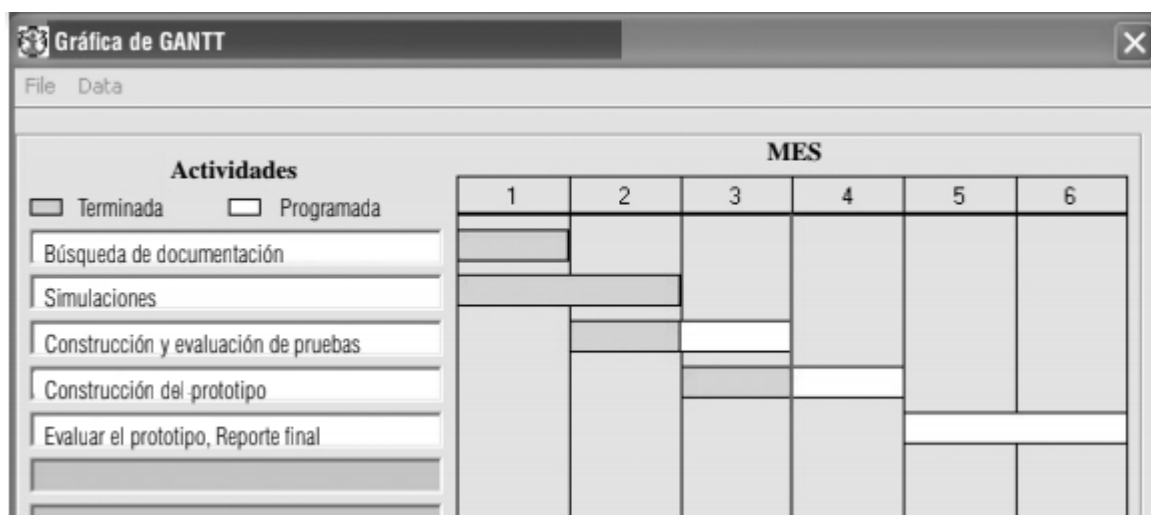 Gráfica de GANTT
File Data
Actividades
MES
Terminada Programada
1 2 3 4 5 6
Búsqueda de documentación
Simulaciones
Construcción y evaluación de pruebas
Construcción del prototipo
Evaluar el prototipo, Reporte final